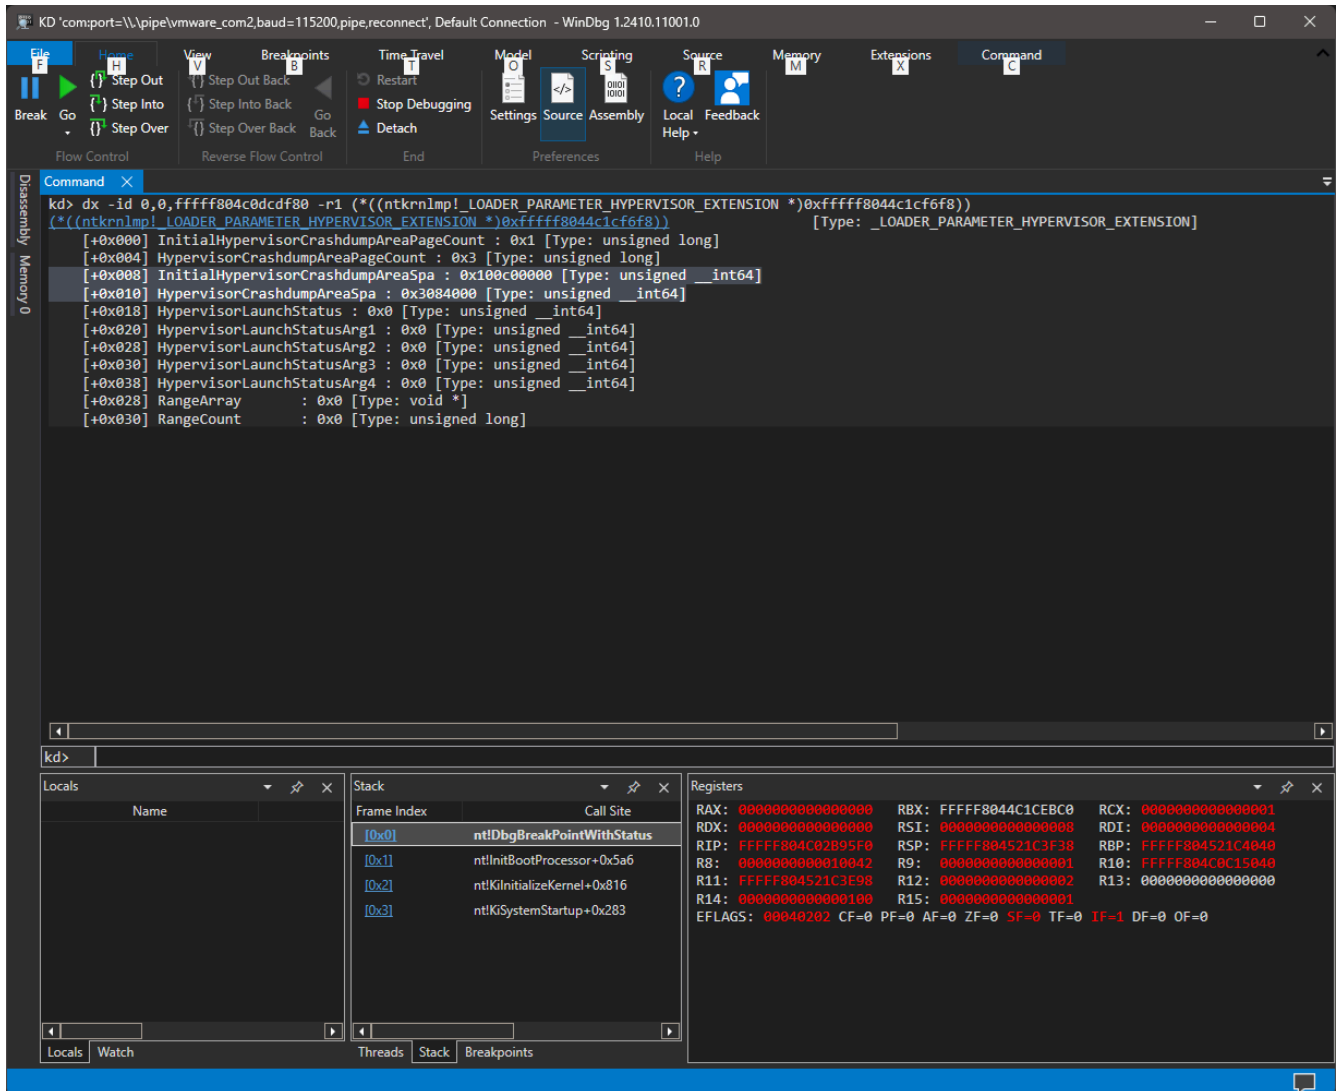 KD 'com:port=\\.\pipe\vmware_com2,baud=115200,pipe,reconnect', Default Connection - WinDbg 1.2410.11001.0
File Home View Breakpoints Time Travel Model Scripting Source Memory Extensions Command
F H V B T O S R M X C
Break
Go
Step Out
Step Into
Step Over
Flow Control
Step Out Back
Step Into Back
Step Over Back
Go Back
Reverse Flow Control
Restart
Stop Debugging
Detach
End
Settings Source Assembly
Preferences
Local Help
Feedback
Help
Disassembly
Memory 0
Command
kd> dx -id 0,0,fffff804c0dcdf80 -r1 (*((ntkrnlmp!_LOADER_PARAMETER_HYPERVISOR_EXTENSION *)0xfffff8044c1cf6f8))
(*((ntkrnlmp!_LOADER_PARAMETER_HYPERVISOR_EXTENSION *)0xfffff8044c1cf6f8)) [Type: _LOADER_PARAMETER_HYPERVISOR_EXTENSION]
[+0x000] InitialHypervisorCrashdumpAreaPageCount : 0x1 [Type: unsigned long]
[+0x004] HypervisorCrashdumpAreaPageCount : 0x3 [Type: unsigned long]
[+0x008] InitialHypervisorCrashdumpAreaSpa : 0x100c00000 [Type: unsigned __int64]
[+0x010] HypervisorCrashdumpAreaSpa : 0x3084000 [Type: unsigned __int64]
[+0x018] HypervisorLaunchStatus : 0x0 [Type: unsigned __int64]
[+0x020] HypervisorLaunchStatusArg1 : 0x0 [Type: unsigned __int64]
[+0x028] HypervisorLaunchStatusArg2 : 0x0 [Type: unsigned __int64]
[+0x030] HypervisorLaunchStatusArg3 : 0x0 [Type: unsigned __int64]
[+0x038] HypervisorLaunchStatusArg4 : 0x0 [Type: unsigned __int64]
[+0x028] RangeArray : 0x0 [Type: void *]
[+0x030] RangeCount : 0x0 [Type: unsigned long]
kd>
Locals
Name
Locals Watch
Stack
Frame Index Call Site
[0x0] nt!DbgBreakPointWithStatus
[0x1] nt!InitBootProcessor+0x5a6
[0x2] nt!KiInitializeKernel+0x816
[0x3] nt!KiSystemStartup+0x283
Threads Stack Breakpoints
Registers
RAX: 0000000000000000 RBX: FFFFF8044C1CEBC0 RCX: 0000000000000001
RDX: 0000000000000000 RSI: 0000000000000008 RDI: 0000000000000004
RIP: FFFFF804C02B95F0 RSP: FFFFF804521C3F38 RBP: FFFFF804521C4040
R8: 0000000000010042 R9: 0000000000000001 R10: FFFFF804C0C15040
R11: FFFFF804521C3E98 R12: 0000000000000002 R13: 0000000000000000
R14: 0000000000000100 R15: 0000000000000001
EFLAGS: 00040202 CF=0 PF=0 AF=0 ZF=0 SF=0 TF=0 IF=1 DF=0 OF=0